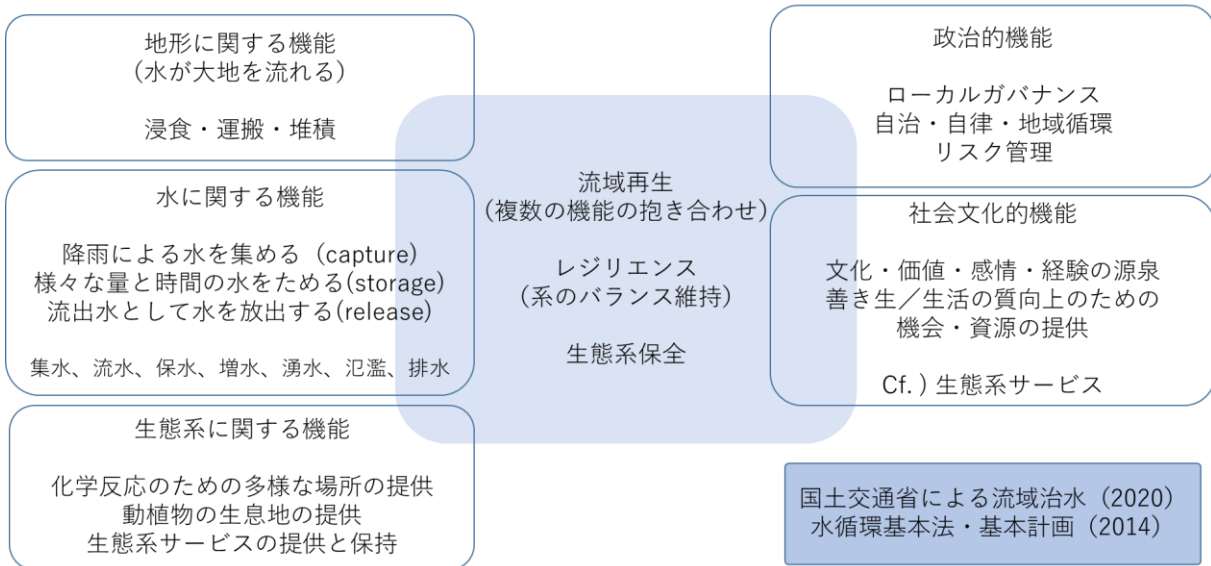 地形に関する機能
(水が大地を流れる)
浸食・運搬・堆積
水に関する機能
降雨による水を集める（capture)
様々な量と時間の水をためる(storage)
流出水として水を放出する(release)
集水、流水、保水、増水、湧水、氾濫、排水
生態系に関する機能
化学反応のための多様な場所の提供
動植物の生息地の提供
生態系サービスの提供と保持
流域再生
(複数の機能の抱き合わせ)
レジリエンス
(系のバランス維持)
生態系保全
政治的機能
ローカルガバナンス
自治・自律・地域循環
リスク管理
社会文化的機能
文化・価値・感情・経験の源泉
善き生／生活の質向上のための
機会・資源の提供
Cf. ) 生態系サービス
国土交通省による流域治水（2020）
水循環基本法・基本計画（2014）